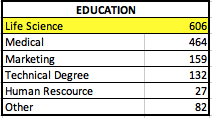 EDUCATION
Life Science 606
Medical 464
Marketing 159
Technical Degree 132
Human Rescource 27
Other 82